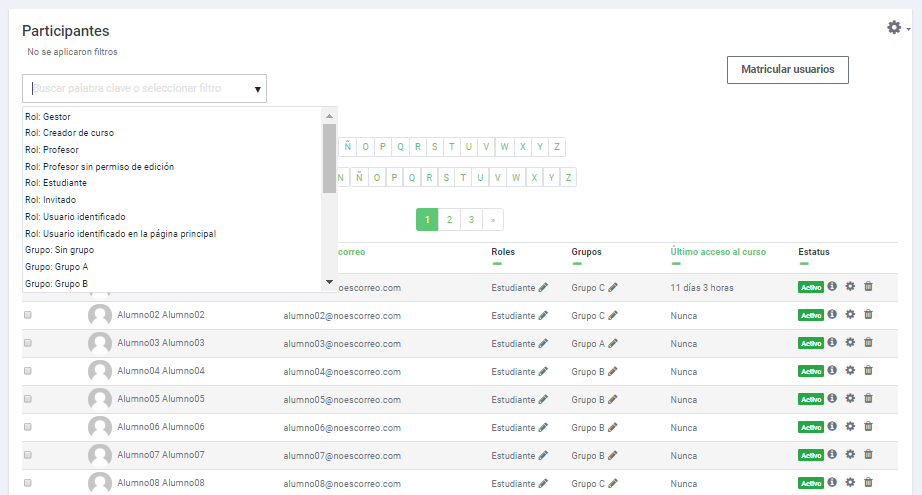 Participantes
No se aplicaron filtros
Matricular usuarios
Buscar palabra clave o seleccionar filtro ▼
Rol: Gestor
Rol: Creador de curso
Rol: Profesor
Rol: Profesor sin permiso de edición
Rol: Estudiante
Rol: Invitado
Rol: Usuario identificado
Rol: Usuario identificado en la página principal
Grupo: Sin grupo
Grupo: Grupo A
Grupo: Grupo B
Ñ O P Q R S T U V W X Y Z
N Ñ O P Q R S T U V W X Y Z
1 2 3 »
correo Roles Grupos Último acceso al curso Estatus
noescorreo.com Estudiante Grupo C 11 días 3 horas Activo
Alumno02 Alumno02 alumno02@noescorreo.com Estudiante Grupo C Nunca Activo
Alumno03 Alumno03 alumno03@noescorreo.com Estudiante Grupo A Nunca Activo
Alumno04 Alumno04 alumno04@noescorreo.com Estudiante Grupo B Nunca Activo
Alumno05 Alumno05 alumno05@noescorreo.com Estudiante Grupo B Nunca Activo
Alumno06 Alumno06 alumno06@noescorreo.com Estudiante Grupo B Nunca Activo
Alumno07 Alumno07 alumno07@noescorreo.com Estudiante Grupo B Nunca Activo
Alumno08 Alumno08 alumno08@noescorreo.com Estudiante Grupo C Nunca Activo